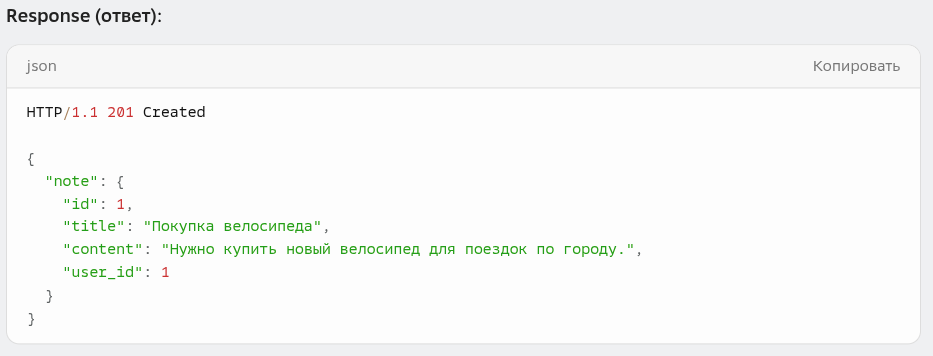 Response (ответ):
json
Копировать
HTTP/1.1 201 Created
{
"note": {
"id": 1,
"title": "Покупка велосипеда",
"content": "Нужно купить новый велосипед для поездок по городу.",
"user_id": 1
}
}